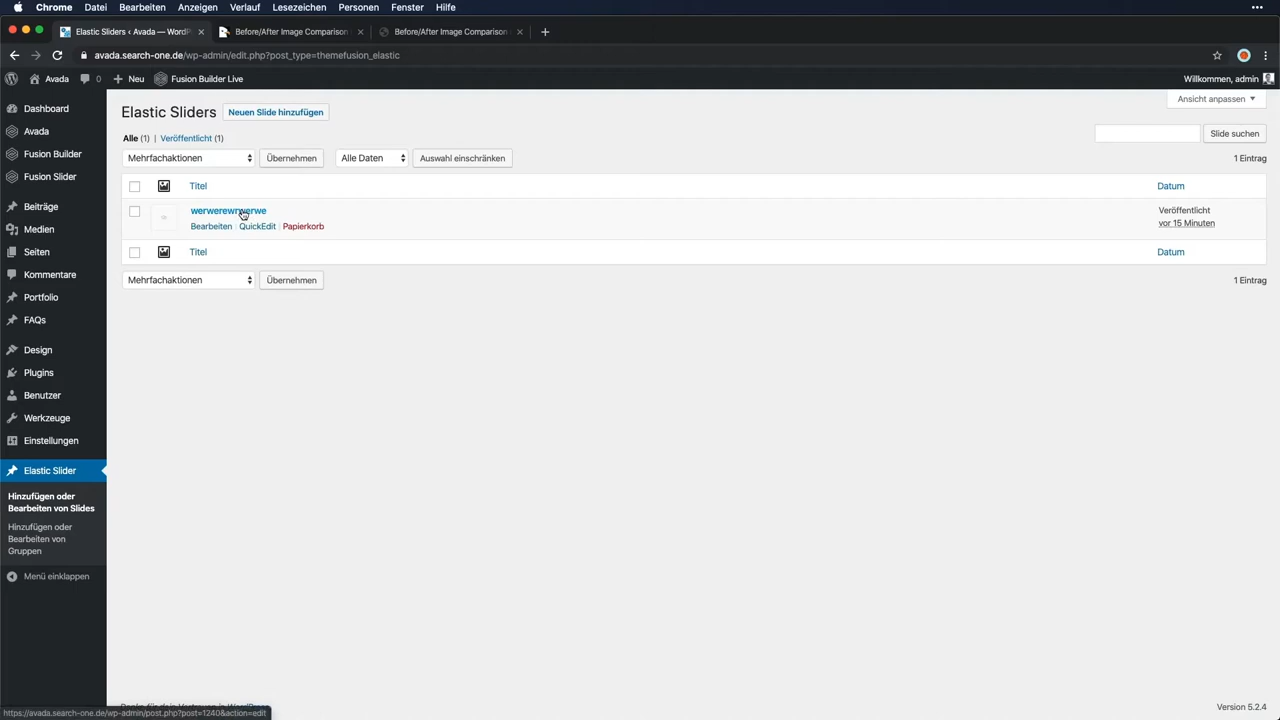 Chrome Datei Bearbeiten Anzeigen Verlauf Lesezeichen Personen Fenster Hilfe
Elastic Sliders ‹ Avada — WordPr Before/After Image Comparison Before/After Image Comparison
avada.search-one.de/wp-admin/edit.php?post_type=themefusion_elastic
Avada 0 Neu Fusion Builder Live Willkommen, admin
Ansicht anpassen
Elastic Sliders Neuen Slide hinzufügen
Alle (1) | Veröffentlicht (1)
Slide suchen
Mehrfachaktionen Übernehmen Alle Daten Auswahl einschränken 1 Eintrag
Titel Datum
Veröffentlicht
vor 15 Minuten
Bearbeiten | QuickEdit | Papierkorb
Titel Datum
Mehrfachaktionen Übernehmen 1 Eintrag
Dashboard
Avada
Fusion Builder
Fusion Slider
Beiträge
Medien
Seiten
Kommentare
Portfolio
FAQs
Design
Plugins
Benutzer
Werkzeuge
Einstellungen
Elastic Slider
Hinzufügen oder
Bearbeiten von Slides
Hinzufügen oder
Bearbeiten von
Gruppen
Menü einklappen
https://avada.search-one.de/wp-admin/post.php?post=1240&action=edit
Version 5.2.4